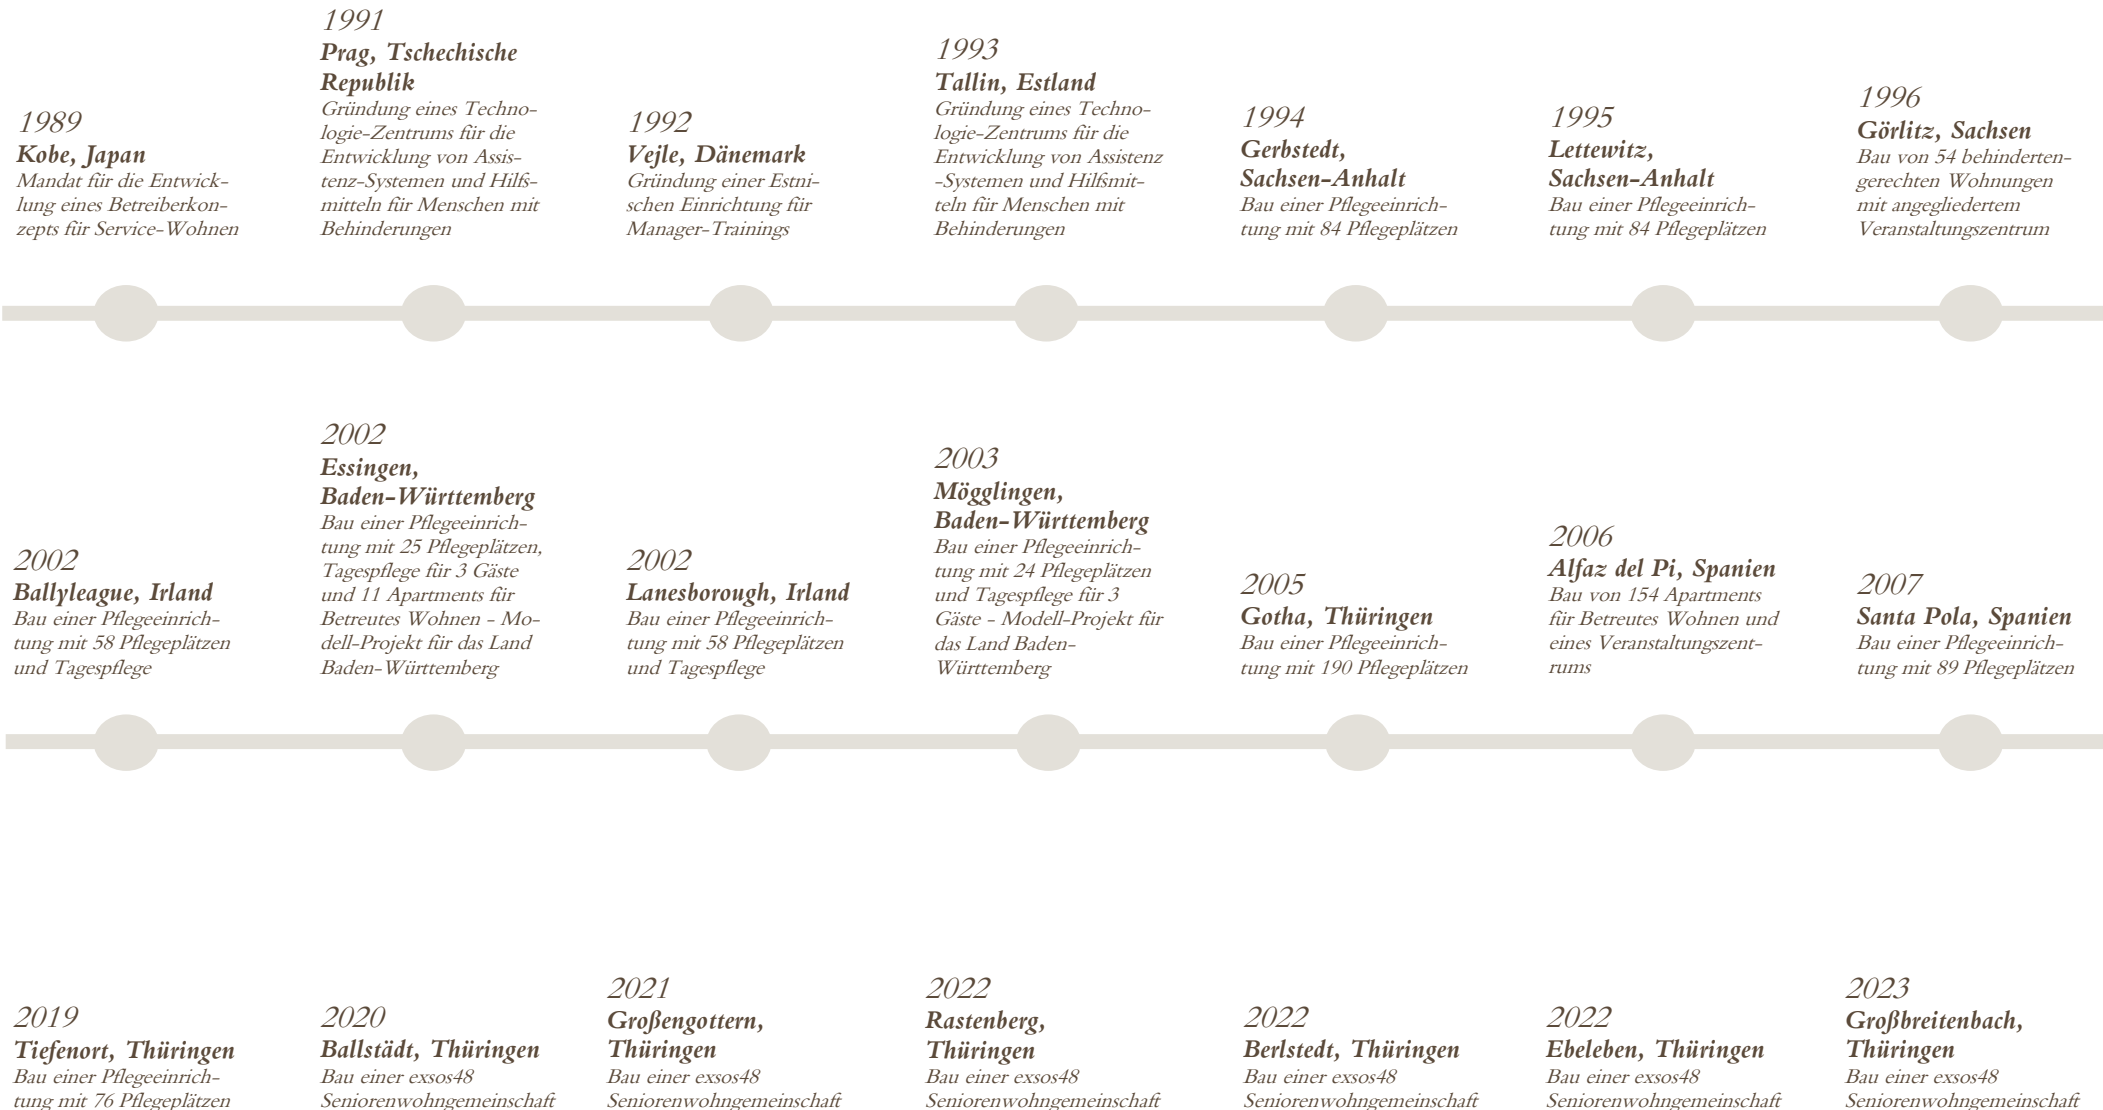 1989
Kobe, Japan
Mandat für die Entwick-
lung eines Betreiberkon-
zepts für Service-Wohnen
1991
Prag, Tschechische
Republik
Gründung eines Techno-
logie-Zentrums für die
Entwicklung von Assis-
tenz-Systemen und Hilfs-
mitteln für Menschen mit
Behinderungen
1992
Vejle, Dänemark
Gründung einer Estni-
schen Einrichtung für
Manager-Trainings
1993
Tallin, Estland
Gründung eines Techno-
logie-Zentrums für die
Entwicklung von Assistenz
-Systemen und Hilfsmit-
teln für Menschen mit
Behinderungen
1994
Gerbstedt,
Sachsen-Anhalt
Bau einer Pflegeeinrich-
tung mit 84 Pflegeplätzen
1995
Lettewitz,
Sachsen-Anhalt
Bau einer Pflegeeinrich-
tung mit 84 Pflegeplätzen
1996
Görlitz, Sachsen
Bau von 54 behinderten-
gerechten Wohnungen
mit angegliedertem
Veranstaltungszentrum
2002
Ballyleague, Irland
Bau einer Pflegeeinrich-
tung mit 58 Pflegeplätzen
und Tagespflege
2002
Essingen,
Baden-Württemberg
Bau einer Pflegeeinrich-
tung mit 25 Pflegeplätzen,
Tagespflege für 3 Gäste
und 11 Apartments für
Betreutes Wohnen - Mo-
dell-Projekt für das Land
Baden-Württemberg
2002
Lanesborough, Irland
Bau einer Pflegeeinrich-
tung mit 58 Pflegeplätzen
und Tagespflege
2003
Mögglingen,
Baden-Württemberg
Bau einer Pflegeeinrich-
tung mit 24 Pflegeplätzen
und Tagespflege für 3
Gäste - Modell-Projekt für
das Land Baden-
Württemberg
2005
Gotha, Thüringen
Bau einer Pflegeeinrich-
tung mit 190 Pflegeplätzen
2006
Alfaz del Pi, Spanien
Bau von 154 Apartments
für Betreutes Wohnen und
eines Veranstaltungszent-
rums
2007
Santa Pola, Spanien
Bau einer Pflegeeinrich-
tung mit 89 Pflegeplätzen
2019
Tiefenort, Thüringen
Bau einer Pflegeeinrich-
tung mit 76 Pflegeplätzen
2020
Ballstädt, Thüringen
Bau einer exsos48
Seniorenwohngemeinschaft
2021
Großengottern,
Thüringen
Bau einer exsos48
Seniorenwohngemeinschaft
2022
Rastenberg,
Thüringen
Bau einer exsos48
Seniorenwohngemeinschaft
2022
Berlstedt, Thüringen
Bau einer exsos48
Seniorenwohngemeinschaft
2022
Ebeleben, Thüringen
Bau einer exsos48
Seniorenwohngemeinschaft
2023
Großbreitenbach,
Thüringen
Bau einer exsos48
Seniorenwohngemeinschaft